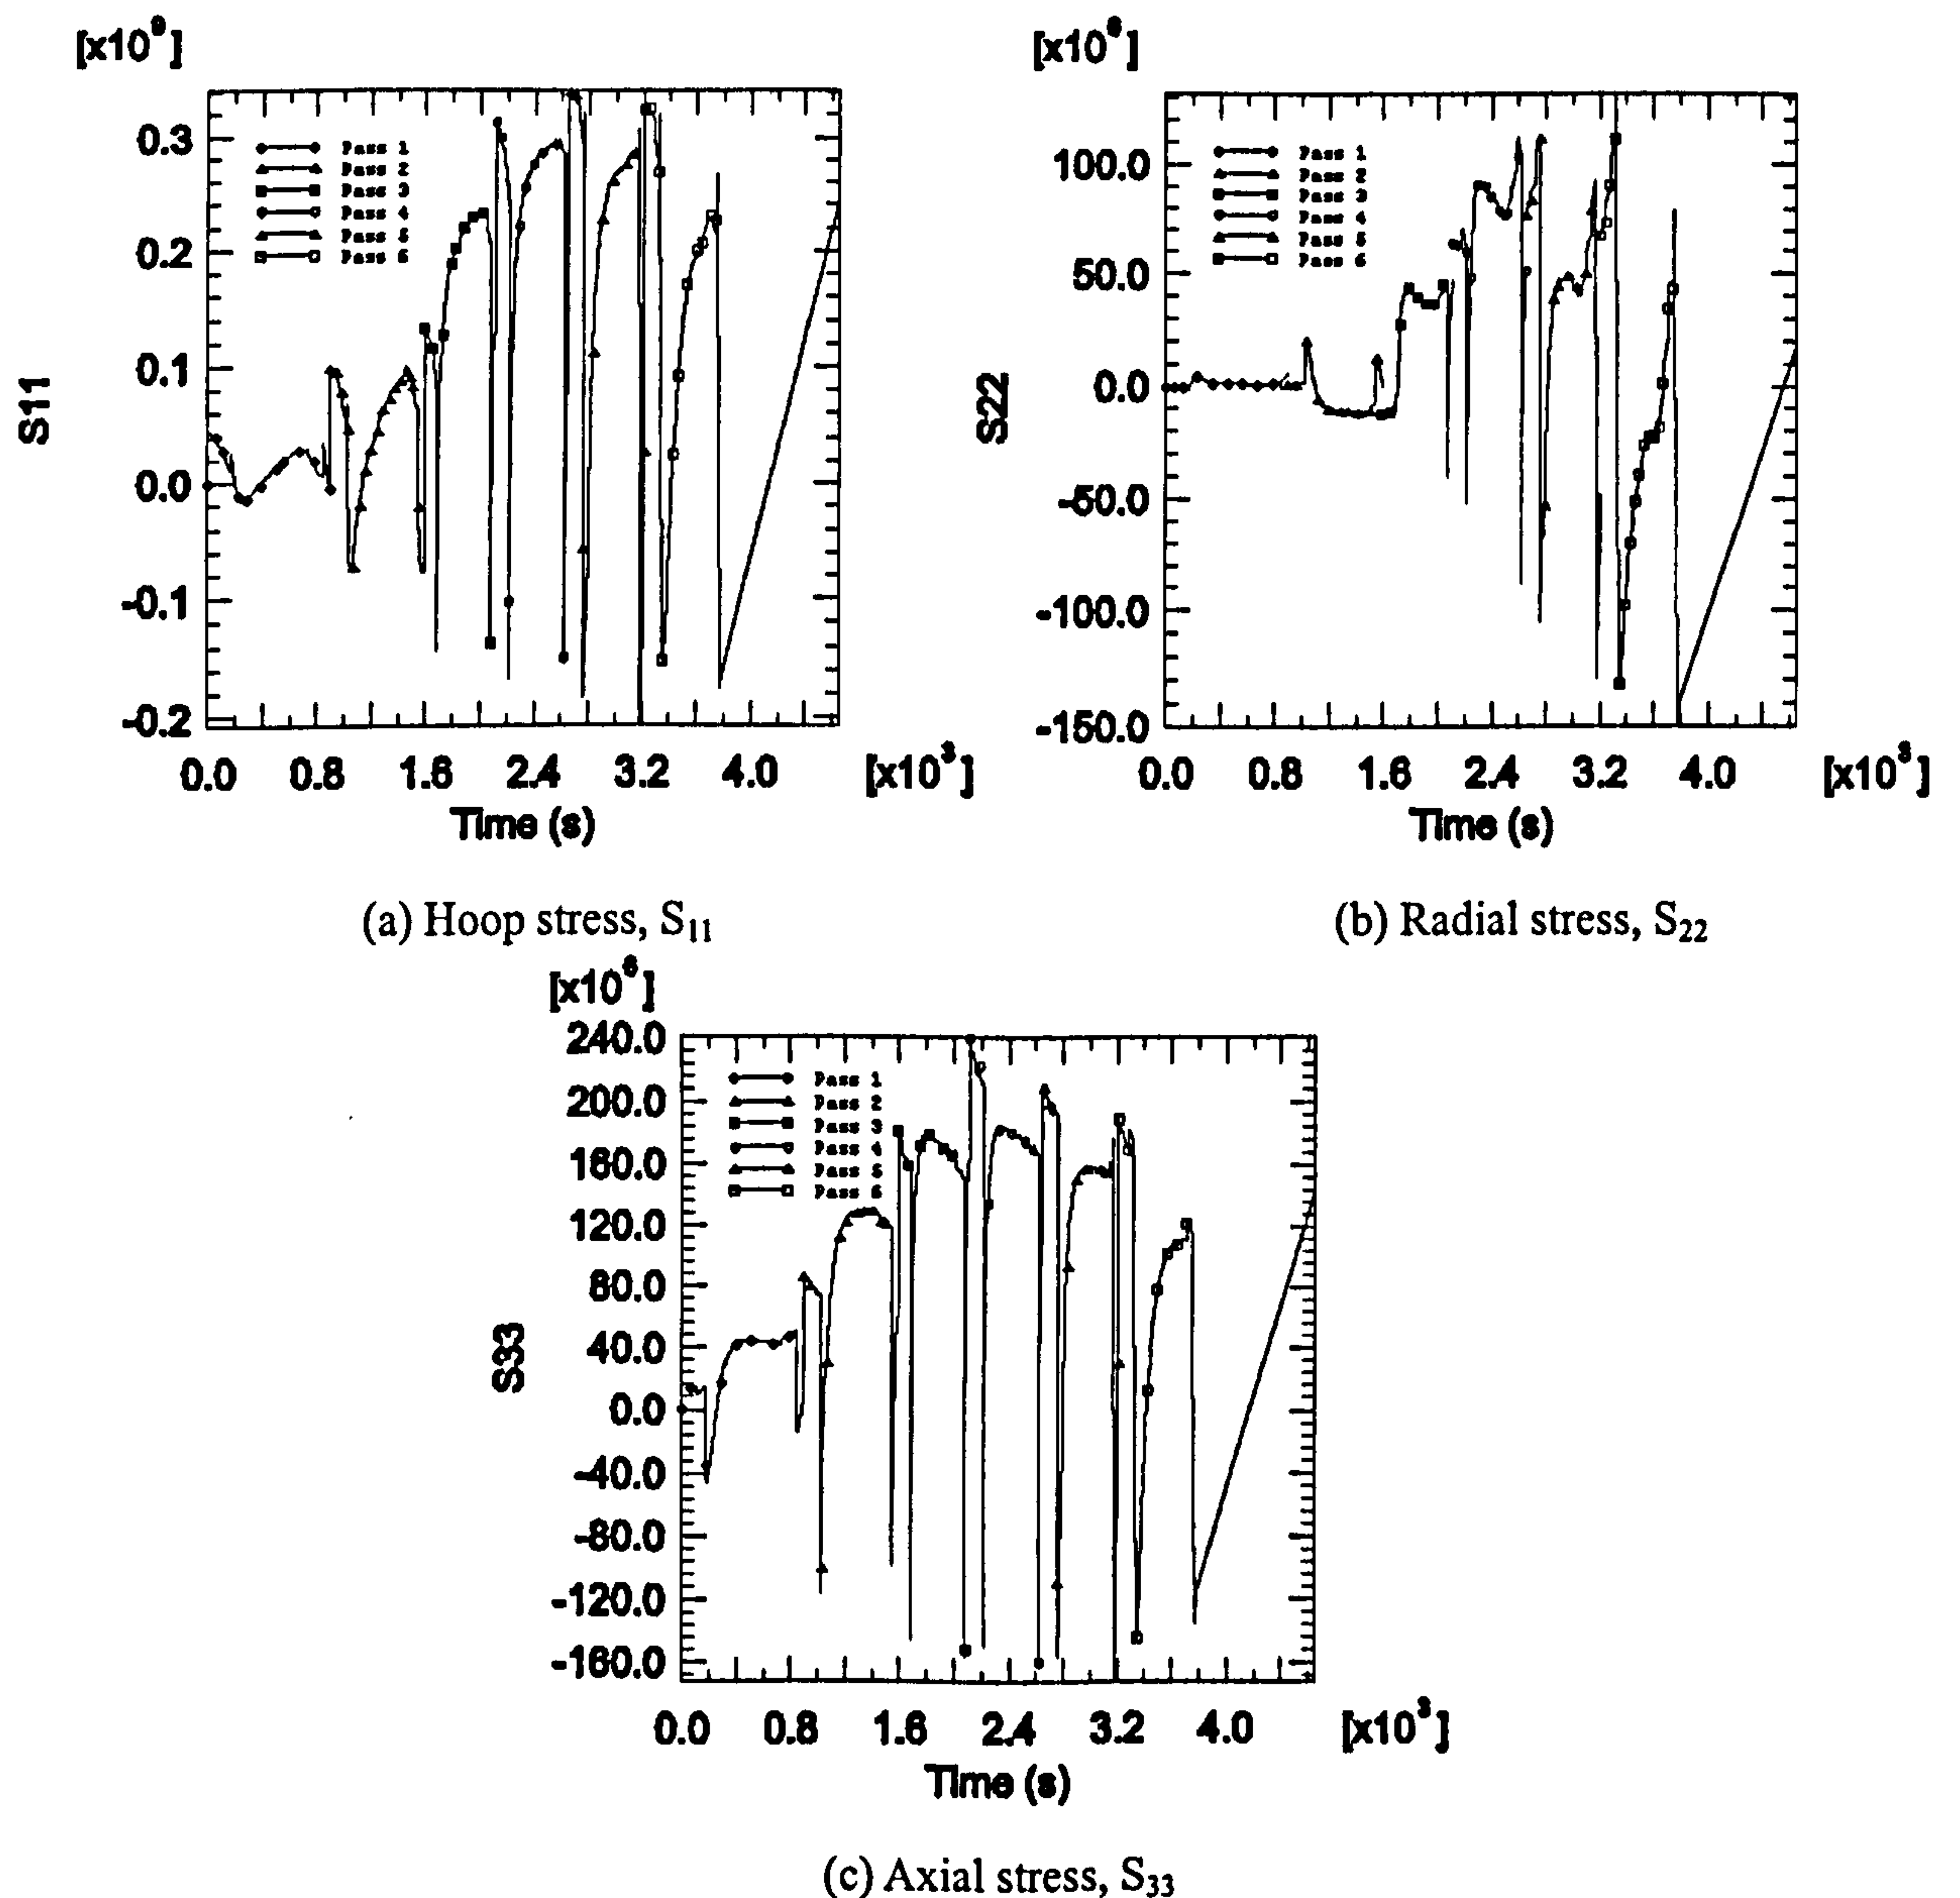 [x10⁹]
0.3
0.2
0.1
0.0
-0.1
-0.2
S11
Pass 1
Pass 2
Pass 3
Pass 4
Pass 5
Pass 6
0.0 0.8 1.6 2.4 3.2 4.0 [x10³]
Time (s)
(a) Hoop stress, S₁₁
[x10⁶]
100.0
50.0
0.0
-50.0
-100.0
-150.0
S22
Pass 1
Pass 2
Pass 3
Pass 4
Pass 5
Pass 6
0.0 0.8 1.6 2.4 3.2 4.0 [x10³]
Time (s)
(b) Radial stress, S₂₂
[x10⁶]
240.0
200.0
160.0
120.0
80.0
40.0
0.0
-40.0
-80.0
-120.0
-160.0
S33
Pass 1
Pass 2
Pass 3
Pass 4
Pass 5
Pass 6
0.0 0.8 1.6 2.4 3.2 4.0 [x10³]
Time (s)
(c) Axial stress, S₃₃